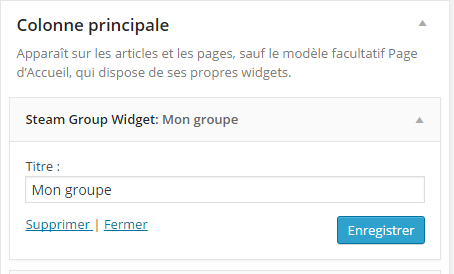 Colonne principale
Apparaît sur les articles et les pages, sauf le modèle facultatif Page
d'Accueil, qui dispose de ses propres widgets.
Steam Group Widget: Mon groupe
Titre :
Mon groupe
Supprimer | Fermer
Enregistrer